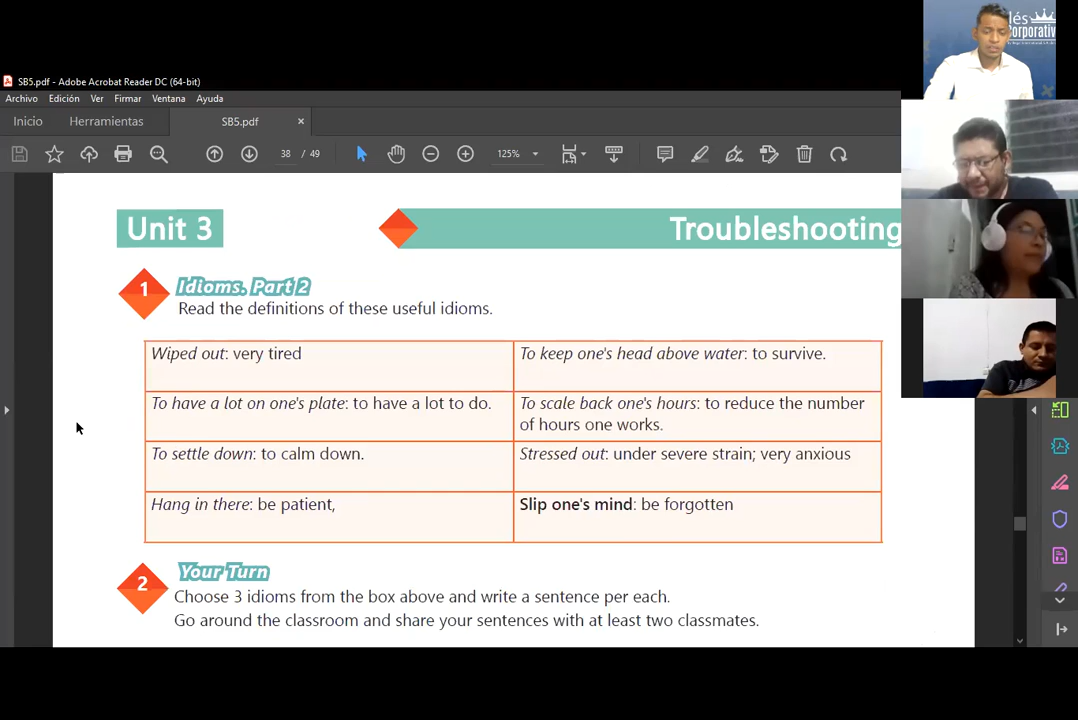 SB5.pdf - Adobe Acrobat Reader DC (64-bit)
Archivo Edición Ver Firmar Ventana Ayuda
Inicio Herramientas SB5.pdf ×
38 / 49 125%
Unit 3 Troubleshooting
1 Idioms. Part 2
Read the definitions of these useful idioms.
Wiped out: very tired
To keep one's head above water: to survive.
To have a lot on one's plate: to have a lot to do.
To scale back one's hours: to reduce the number
of hours one works.
To settle down: to calm down.
Stressed out: under severe strain; very anxious
Hang in there: be patient,
Slip one's mind: be forgotten
2 Your Turn
Choose 3 idioms from the box above and write a sentence per each.
Go around the classroom and share your sentences with at least two classmates.
lés
Corporativ